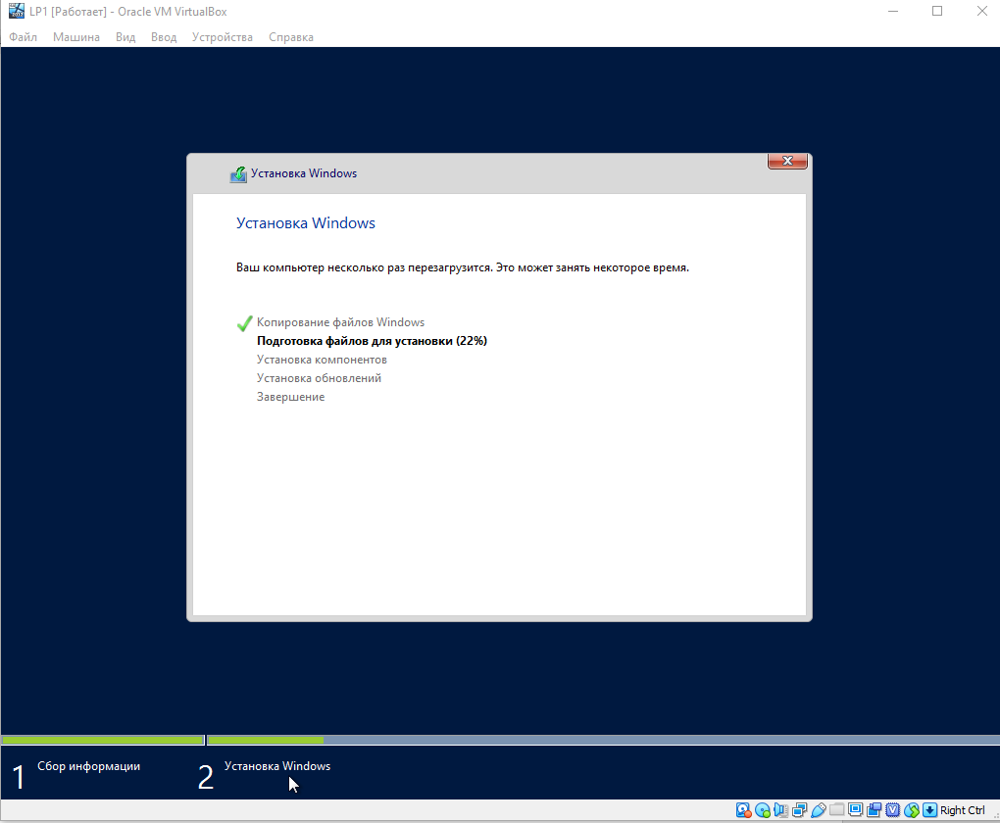 LP1 [Работает] - Oracle VM VirtualBox
Файл Машина Вид Ввод Устройства Справка
Установка Windows
Установка Windows
Ваш компьютер несколько раз перезагрузится. Это может занять некоторое время.
Копирование файлов Windows
Подготовка файлов для установки (22%)
Установка компонентов
Установка обновлений
Завершение
1 Сбор информации 2 Установка Windows
Right Ctrl